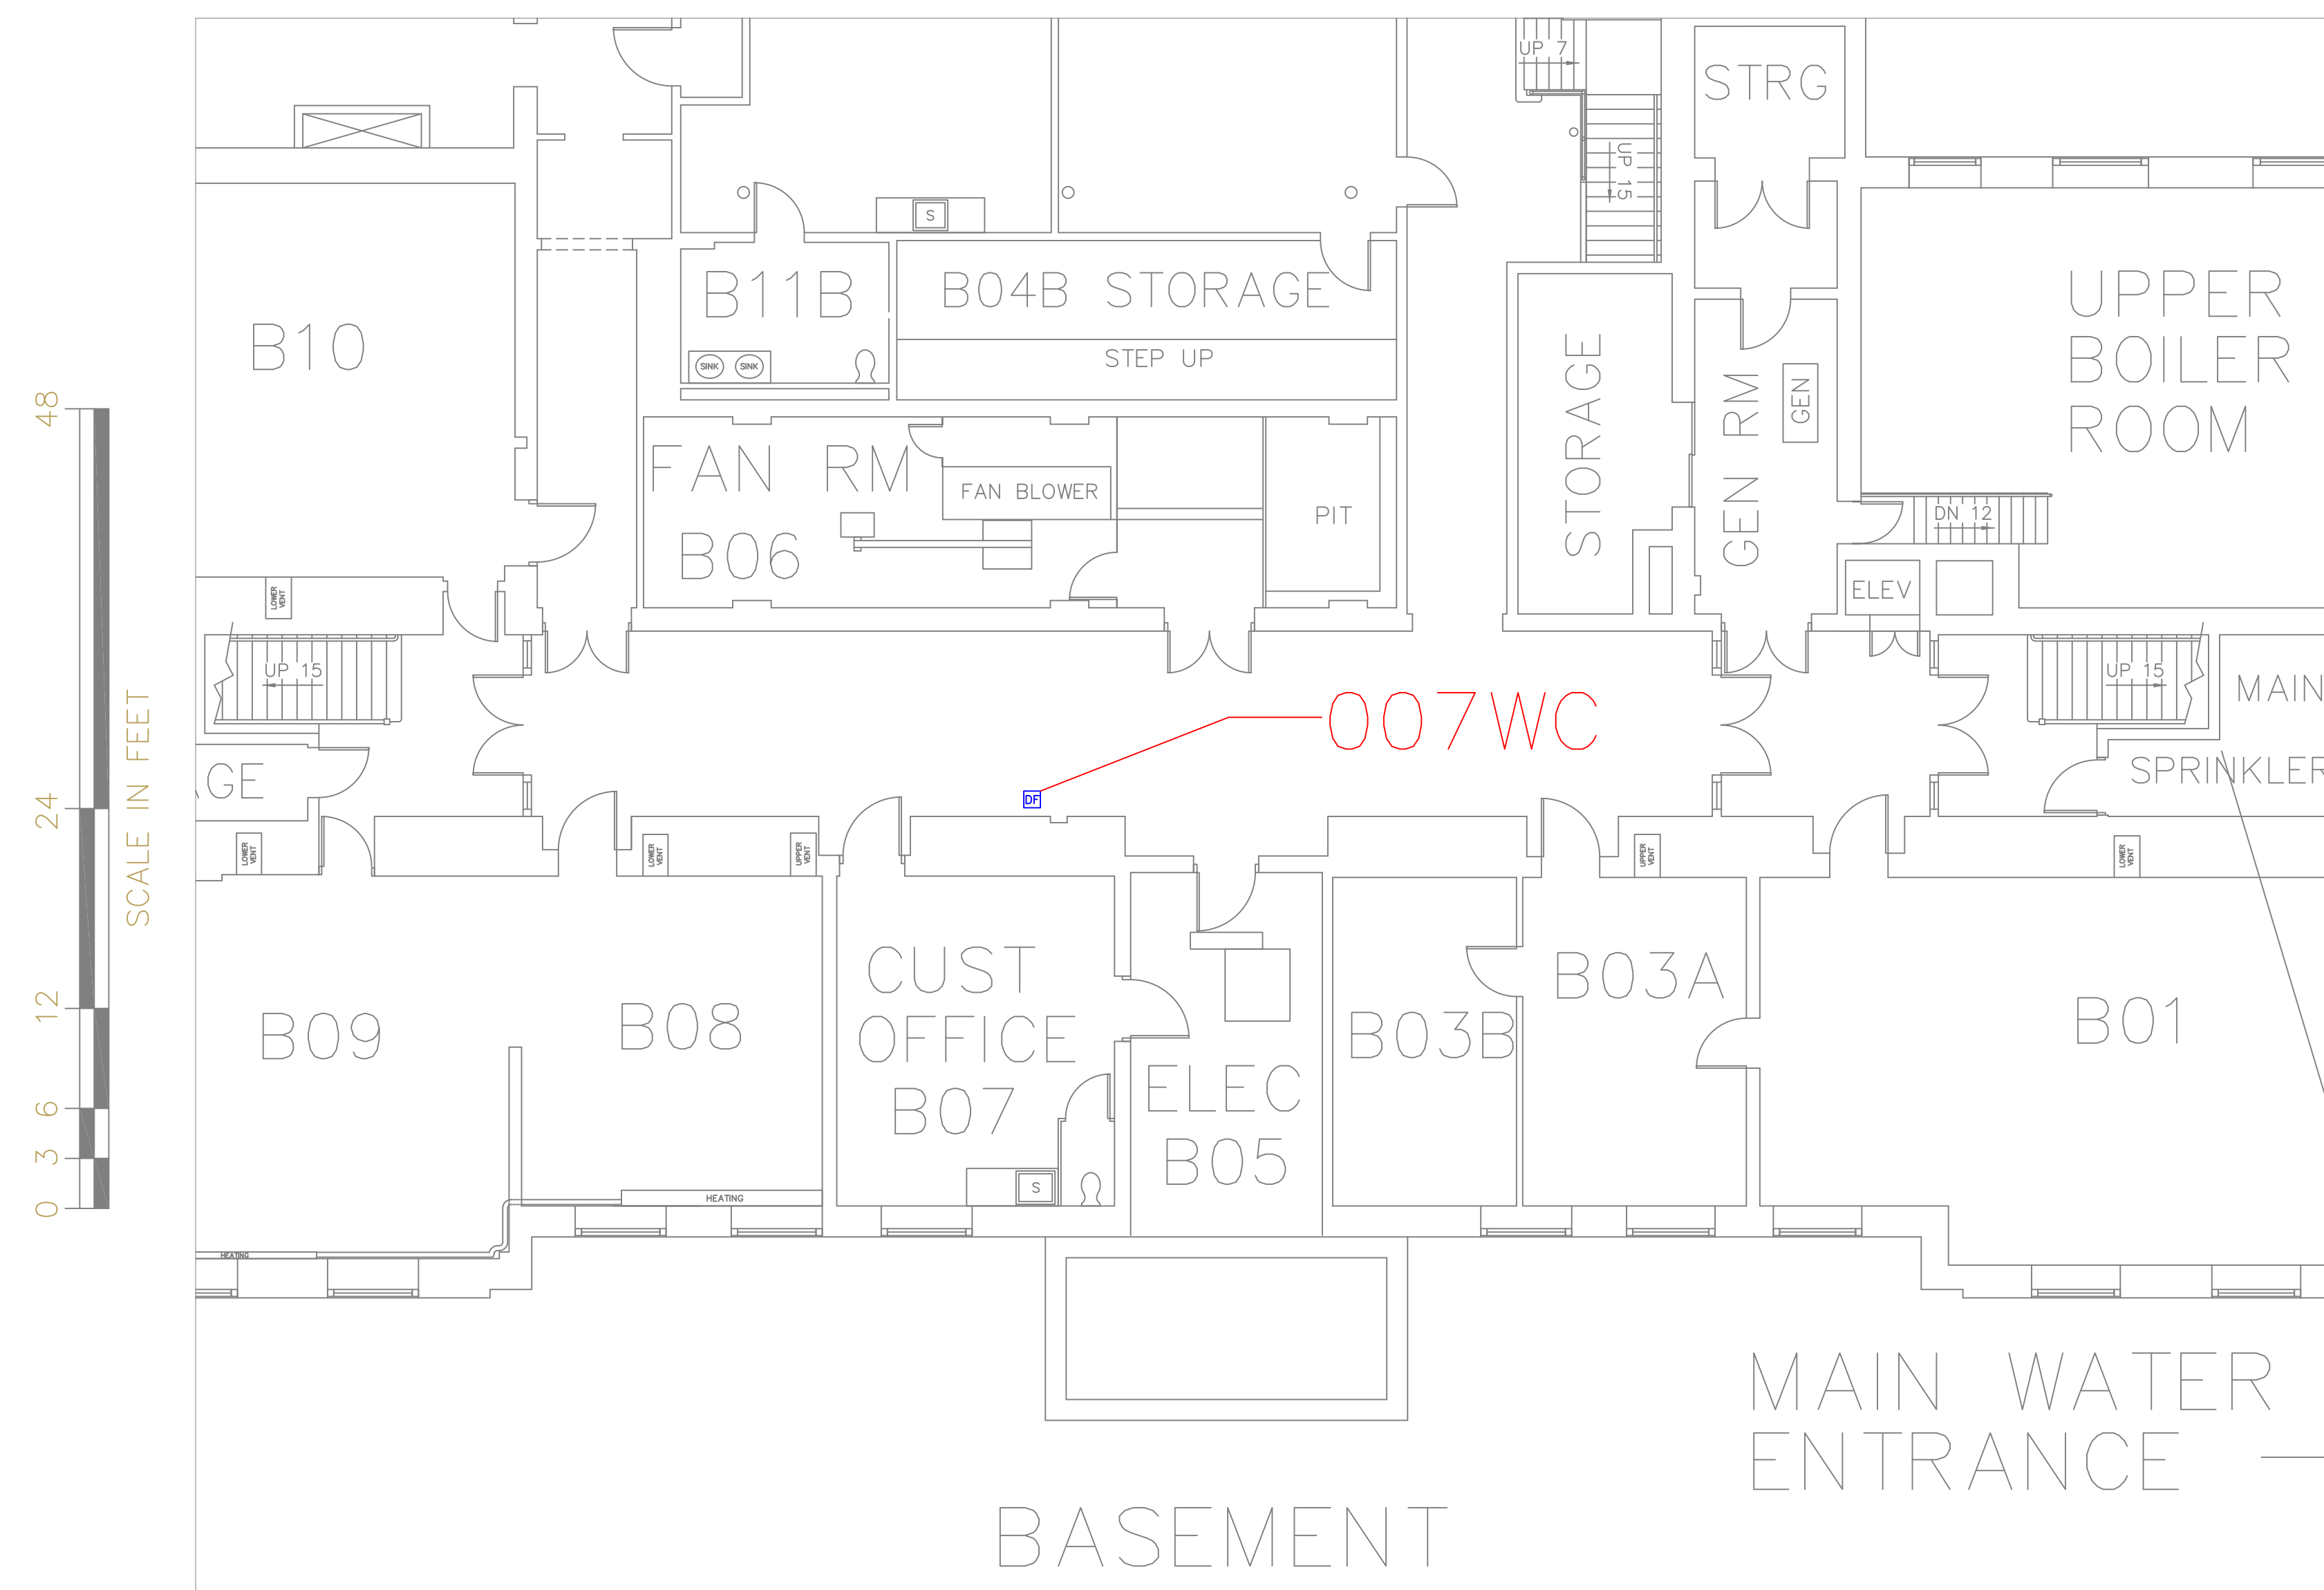 UP 7
STRG
UP 15
S
B11B
B04B STORAGE
STEP UP
SINK
SINK
B10
UPPER
BOILER
ROOM
STORAGE
GEN RM
GEN
FAN RM
B06
FAN BLOWER
PIT
DN 12
ELEV
LOWER
VENT
UP 15
UP 15
MAIN
SPRINKLER
GE
007WC
DF
LOWER
VENT
LOWER
VENT
UPPER
VENT
UPPER
VENT
LOWER
VENT
B09
B08
CUST
OFFICE
B07
S
ELEC
B05
B03B
B03A
B01
HEATING
HEATING
MAIN WATER
ENTRANCE
BASEMENT
SCALE IN FEET
0
3
6
12
24
48